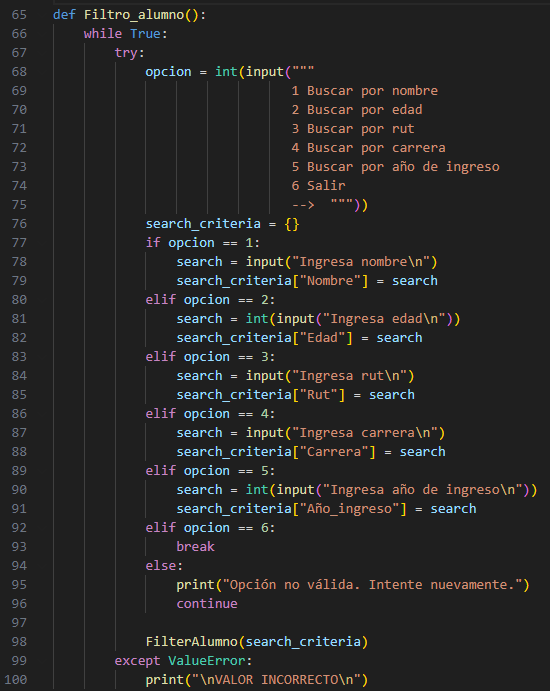 65 def Filtro_alumno():
66     while True:
67         try:
68             opcion = int(input("""
69                                1 Buscar por nombre
70                                2 Buscar por edad
71                                3 Buscar por rut
72                                4 Buscar por carrera
73                                5 Buscar por año de ingreso
74                                6 Salir
75                                -->  """))
76             search_criteria = {}
77             if opcion == 1:
78                 search = input("Ingresa nombre\n")
79                 search_criteria["Nombre"] = search
80             elif opcion == 2:
81                 search = int(input("Ingresa edad\n"))
82                 search_criteria["Edad"] = search
83             elif opcion == 3:
84                 search = input("Ingresa rut\n")
85                 search_criteria["Rut"] = search
86             elif opcion == 4:
87                 search = input("Ingresa carrera\n")
88                 search_criteria["Carrera"] = search
89             elif opcion == 5:
90                 search = int(input("Ingresa año de ingreso\n"))
91                 search_criteria["Año_ingreso"] = search
92             elif opcion == 6:
93                 break
94             else:
95                 print("Opción no válida. Intente nuevamente.")
96                 continue
97
98             FilterAlumno(search_criteria)
99         except ValueError:
100             print("\nVALOR INCORRECTO\n")